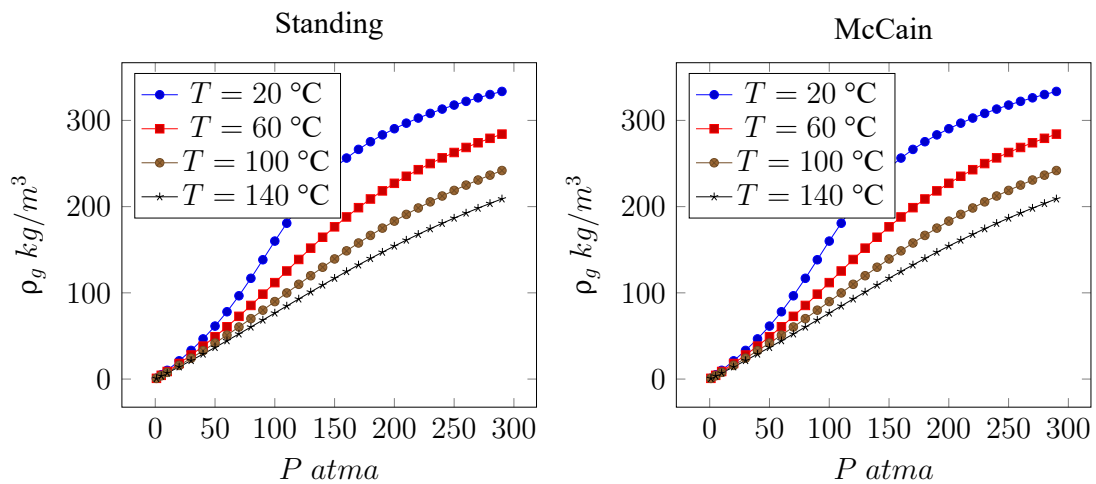 Standing
T = 20 °C
T = 60 °C
T = 100 °C
T = 140 °C
300
200
100
0
ρg kg/m³
0 50 100 150 200 250 300
P atma
McCain
T = 20 °C
T = 60 °C
T = 100 °C
T = 140 °C
300
200
100
0
ρg kg/m³
0 50 100 150 200 250 300
P atma